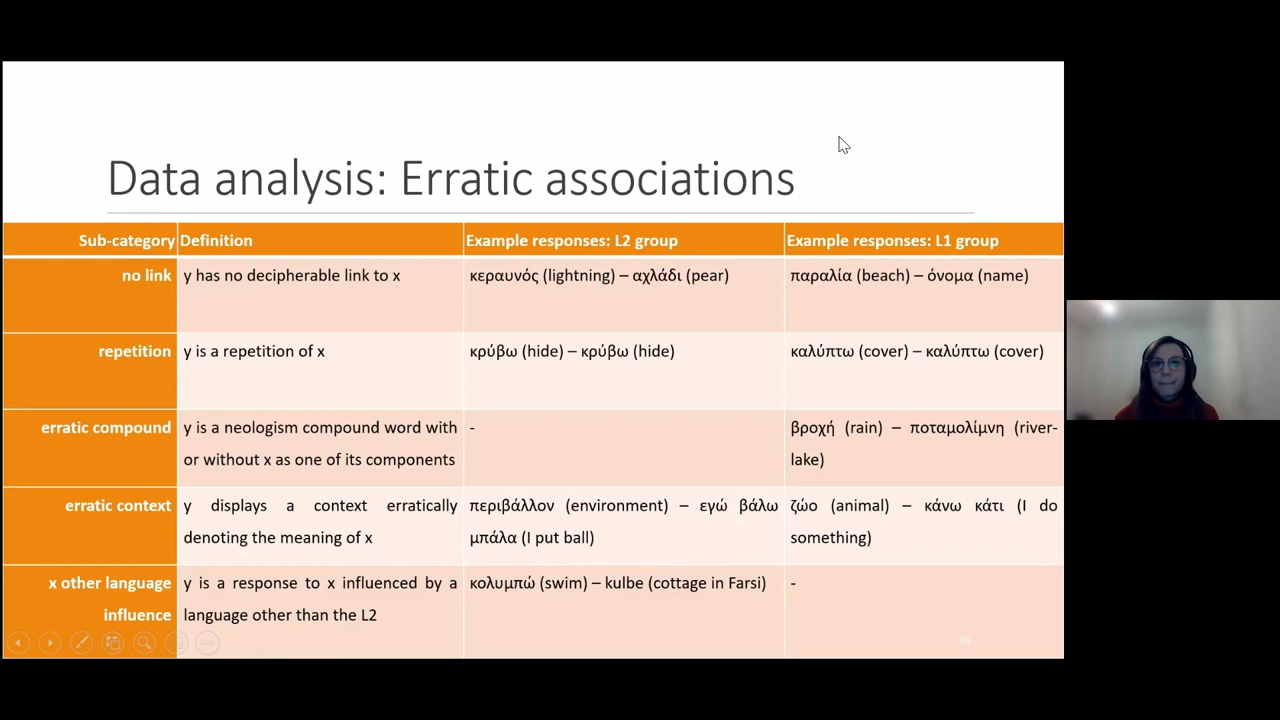 Data analysis: Erratic associations
Sub-category Definition Example responses: L2 group Example responses: L1 group
no link y has no decipherable link to x κεραυνός (lightning) – αχλάδι (pear) παραλία (beach) – όνομα (name)
repetition y is a repetition of x κρύβω (hide) – κρύβω (hide) καλύπτω (cover) – καλύπτω (cover)
erratic compound y is a neologism compound word with - βροχή (rain) – ποταμολίμνη (river-
or without x as one of its components lake)
erratic context y displays a context erratically περιβάλλον (environment) – εγώ βάλω ζώο (animal) – κάνω κάτι (I do
denoting the meaning of x μπάλα (I put ball) something)
x other language y is a response to x influenced by a κολυμπώ (swim) – kulbe (cottage in Farsi) -
influence language other than the L2
36